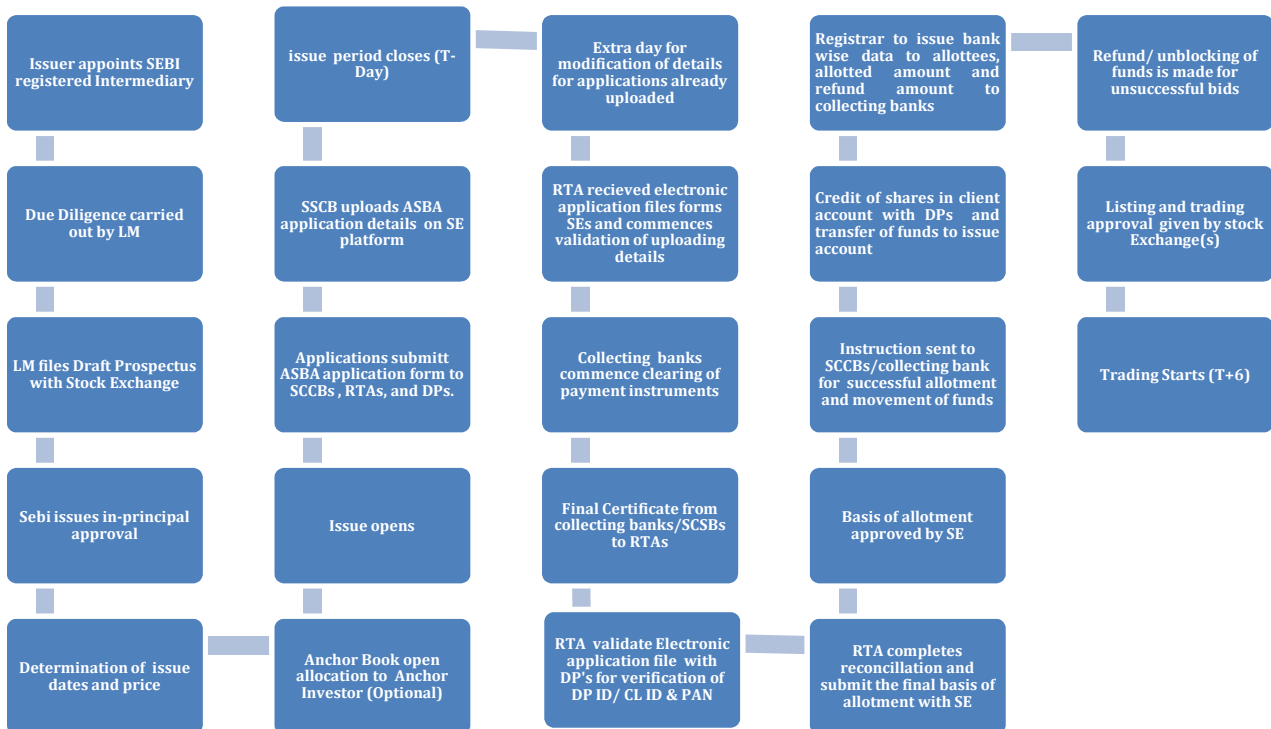 Issuer appoints SEBI
registered Intermediary
Due Diligence carried
out by LM
LM files Draft Prospectus
with Stock Exchange
Sebi issues in-principal
approval
Determination of issue
dates and price
Anchor Book open
allocation to Anchor
Investor (Optional)
Issue opens
Applications submitt
ASBA application form to
SCCBs , RTAs, and DPs.
SSCB uploads ASBA
application details on SE
platform
issue period closes (T-
Day)
Extra day for
modification of details
for applications already
uploaded
RTA recieved electronic
application files forms
SEs and commences
validation of uploading
details
Collecting banks
commence clearing of
payment instruments
Final Certificate from
collecting banks/SCSBs
to RTAs
RTA validate Electronic
application file with
DP's for verification of
DP ID/ CL ID & PAN
RTA completes
reconcillation and
submit the final basis of
allotment with SE
Basis of allotment
approved by SE
Instruction sent to
SCCBs/collecting bank
for successful allotment
and movement of funds
Credit of shares in client
account with DPs and
transfer of funds to issue
account
Registrar to issue bank
wise data to allottees,
allotted amount and
refund amount to
collecting banks
Refund/ unblocking of
funds is made for
unsuccessful bids
Listing and trading
approval given by stock
Exchange(s)
Trading Starts (T+6)